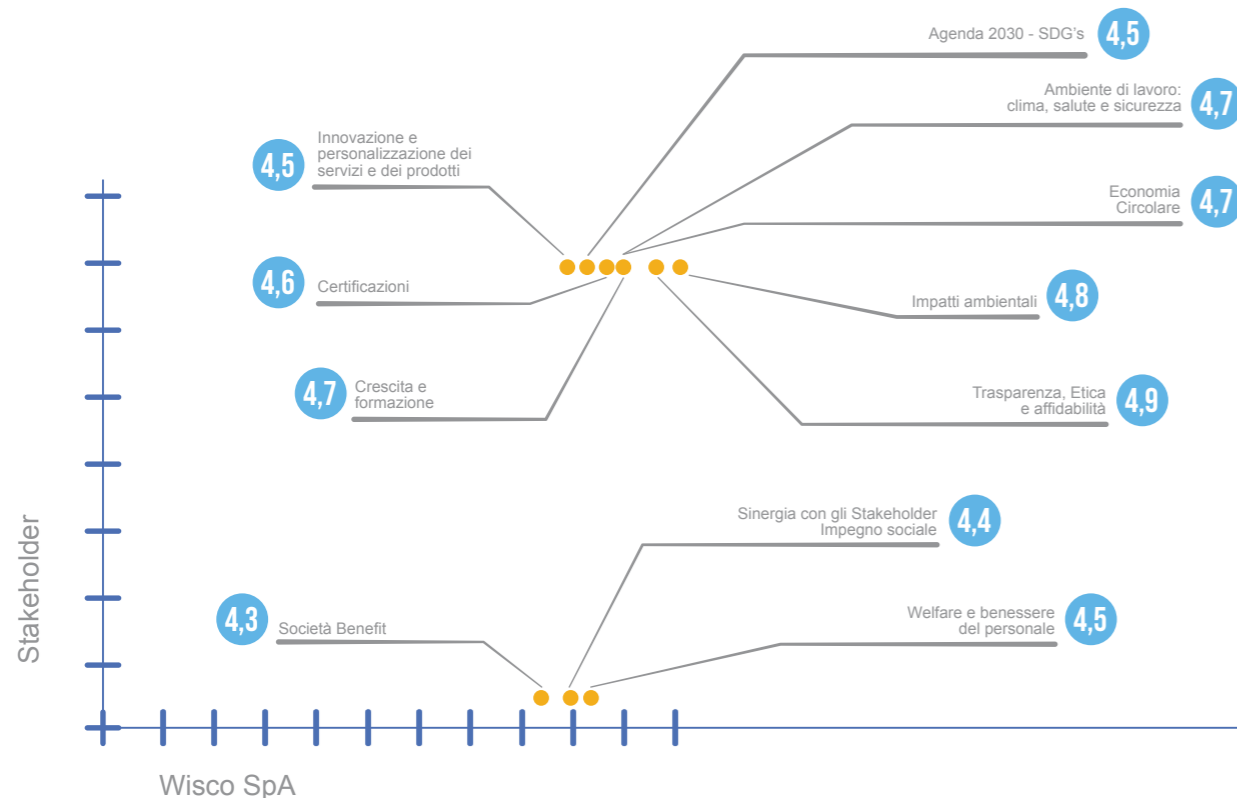 Agenda 2030 - SDG's
4,5
Ambiente di lavoro:
clima, salute e sicurezza
4,7
4,5
Innovazione e
personalizzazione dei
servizi e dei prodotti
Economia
Circolare
4,7
4,6
Certificazioni
Impatti ambientali
4,8
4,7
Crescita e
formazione
Trasparenza, Etica
e affidabilità
4,9
Sinergia con gli Stakeholder
Impegno sociale
4,4
4,3
Società Benefit
Welfare e benessere
del personale
4,5
Stakeholder
Wisco SpA